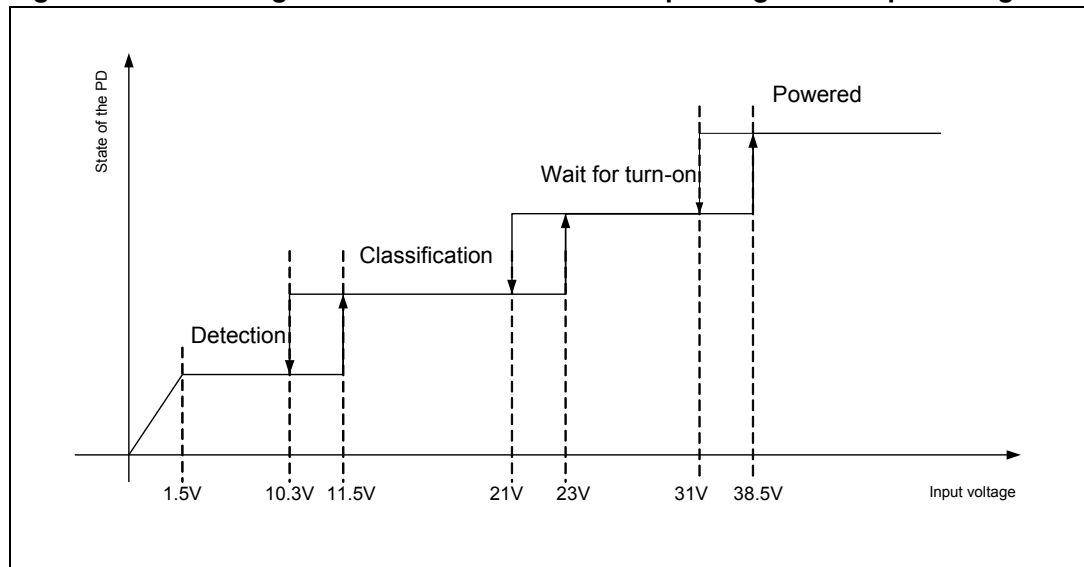 State of the PD
Powered
Wait for turn-on
Classification
Detection
1.5V 10.3V 11.5V 21V 23V 31V 38.5V Input voltage